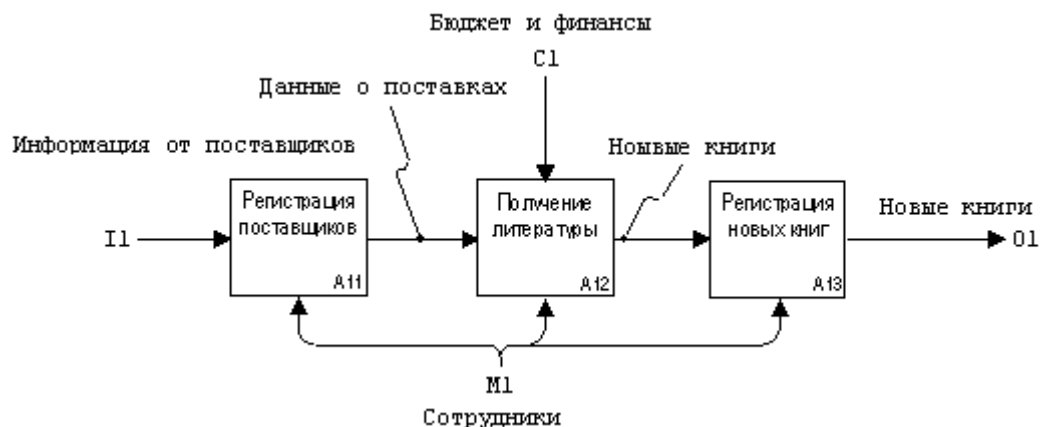 Бюджет и финансы
C1
Данные о поставках
Информация от поставщиков
Номвые книги
Регистрация
поставщиков
A11
Получение
литературы
A12
Регистрация
новых книг
A13
Новые книги
I1
O1
M1
Сотрудники